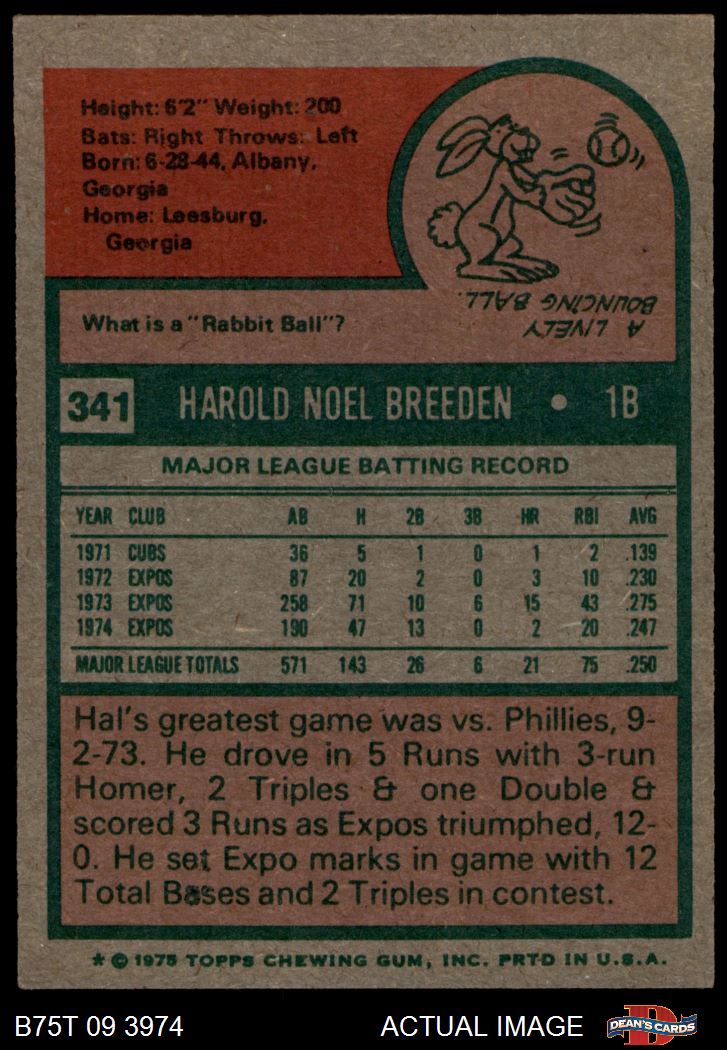 Height: 6'2" Weight: 200
Bats: Right Throws: Left
Born: 6-28-44, Albany,
Georgia
Home: Leesburg,
Georgia
What is a "Rabbit Ball"?
A LIVELY
BOUNCING BALL.
341 HAROLD NOEL BREEDEN • 1B
MAJOR LEAGUE BATTING RECORD
YEAR CLUB AB H 2B 3B HR RBI AVG
1971 CUBS 36 5 1 0 1 2 .139
1972 EXPOS 87 20 2 0 3 10 .230
1973 EXPOS 258 71 10 6 15 43 .275
1974 EXPOS 190 47 13 0 2 20 .247
MAJOR LEAGUE TOTALS 571 143 26 6 21 75 .250
Hal's greatest game was vs. Phillies, 9-
2-73. He drove in 5 Runs with 3-run
Homer, 2 Triples & one Double &
scored 3 Runs as Expos triumphed, 12-
0. He set Expo marks in game with 12
Total Bases and 2 Triples in contest.
* © 1975 TOPPS CHEWING GUM, INC. PRTD IN U.S.A.
B75T 09 3974 ACTUAL IMAGE DEAN'S CARDS